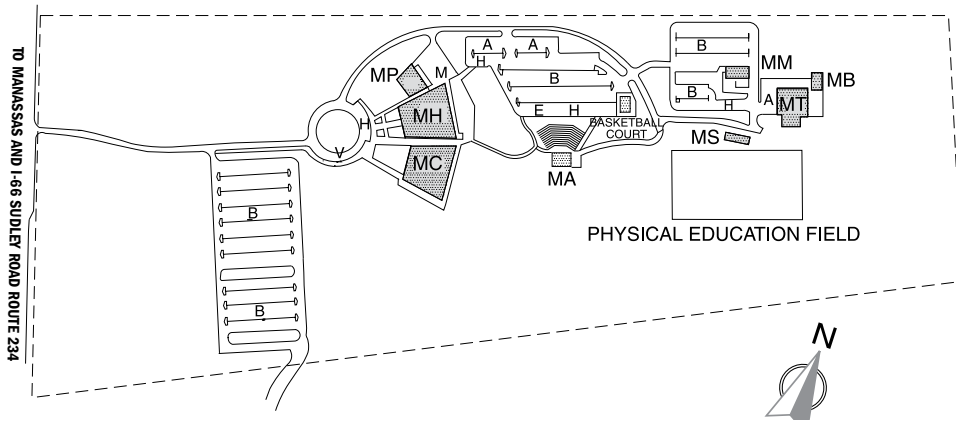 TO MANASSAS AND I-66 SUDLEY ROAD ROUTE 234
A
A
B
MM
MP
M
H
B
MB
B
H
A
MT
MH
E
H
BASKETBALL
COURT
H
MS
V
MC
MA
PHYSICAL EDUCATION FIELD
B
B
N